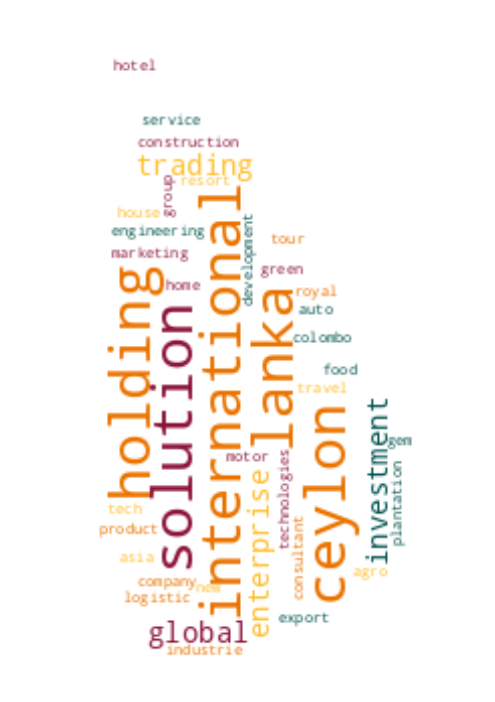 hotel
service
construction
trading
group
resort
house
engineering
international
development
tour
marketing
green
holding
home
lanka
royal
solution
auto
colombo
food
travel
ceylon
investment
gem
motor
technologies
enterprise
plantation
tech
consultant
product
asia
agro
company
new
logistic
export
global
industrie